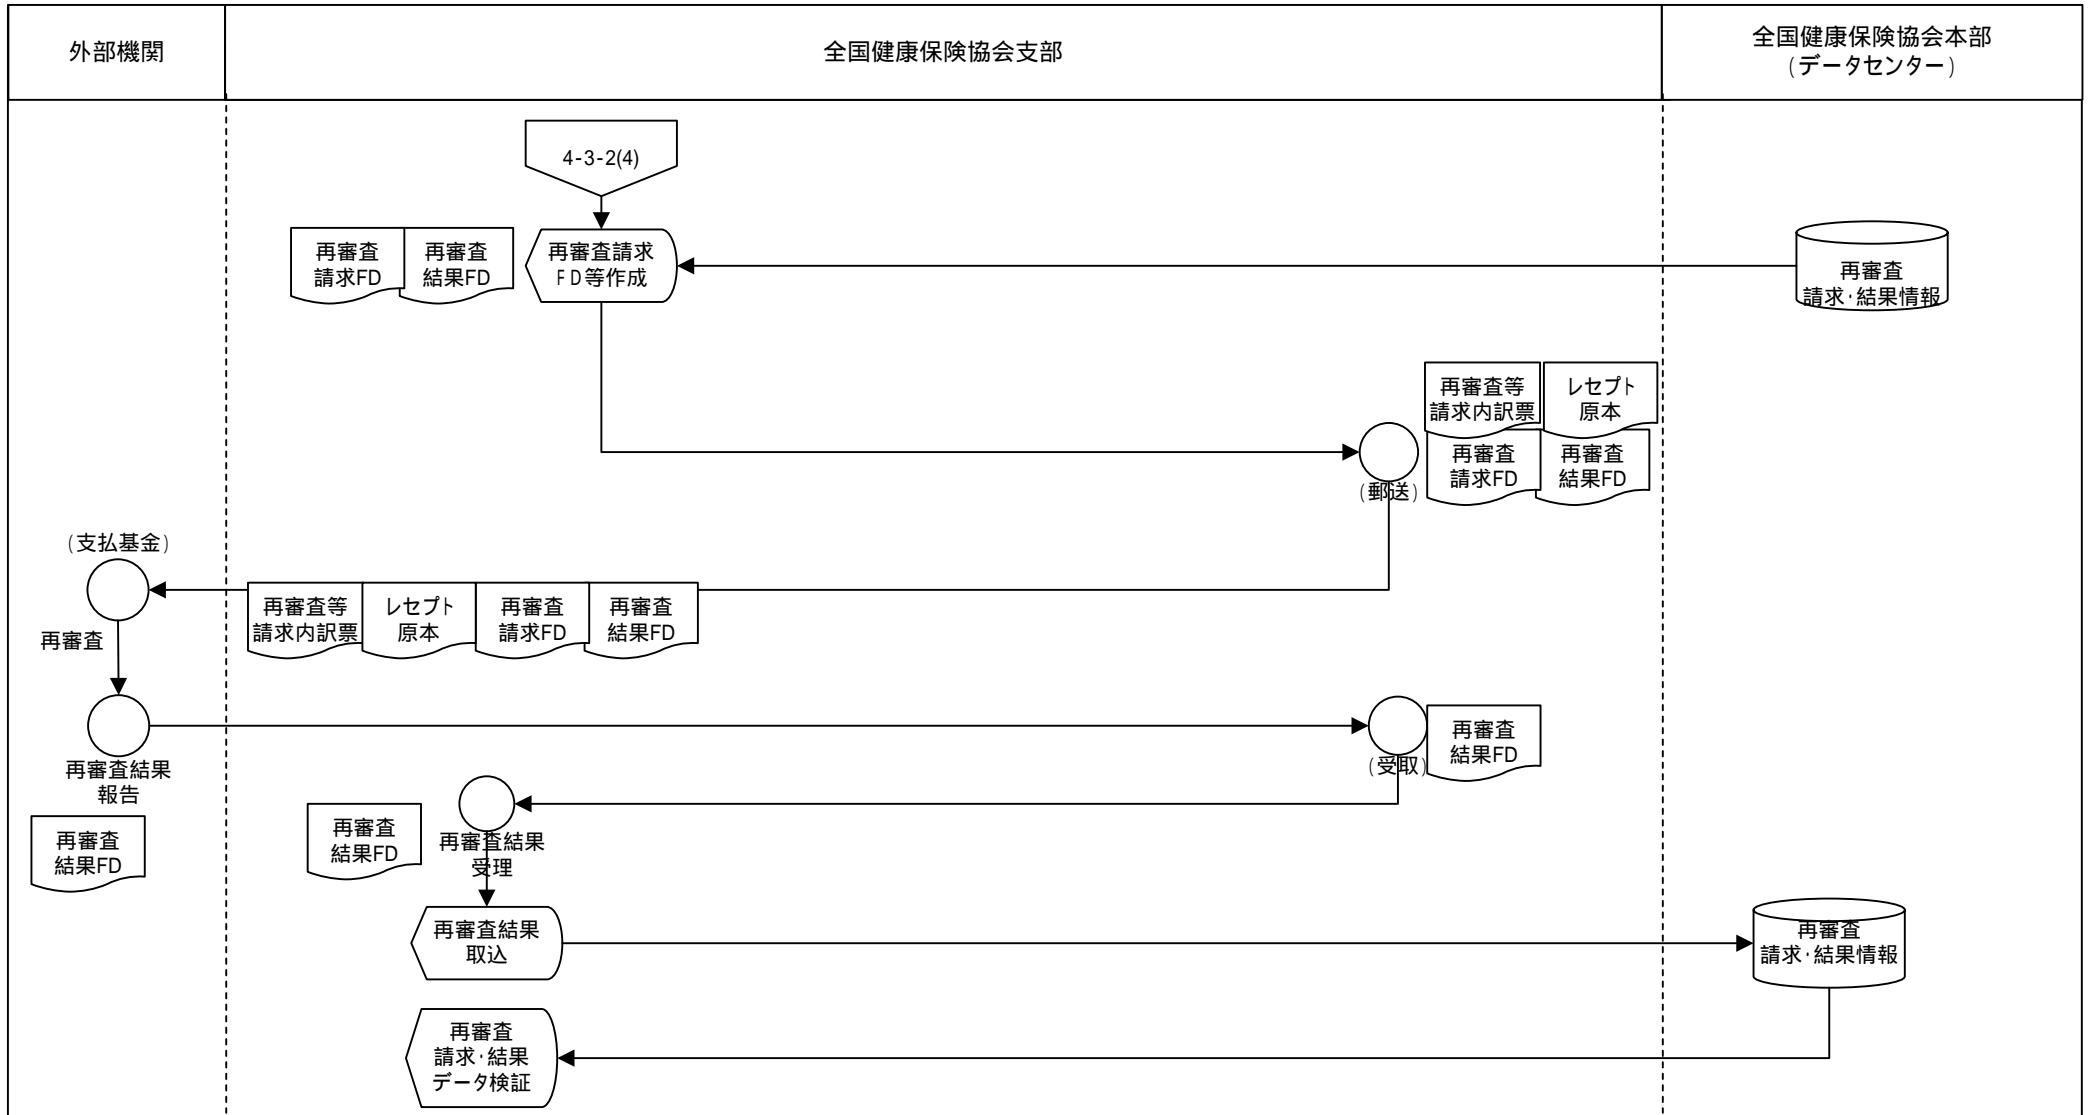 外部機関
全国健康保険協会支部
全国健康保険協会本部
(データセンター)
4-3-2(4)
再審査
請求FD
再審査
結果FD
再審査請求
FD等作成
再審査
請求・結果情報
再審査等
請求内訳票
レセプト
原本
再審査
請求FD
再審査
結果FD
(郵送)
(支払基金)
再審査等
請求内訳票
レセプト
原本
再審査
請求FD
再審査
結果FD
再審査
再審査
結果FD
(受取)
再審査結果
報告
再審査
結果FD
再審査
結果FD
再審査結果
受理
再審査結果
取込
再審査
請求・結果情報
再審査
請求・結果
データ検証